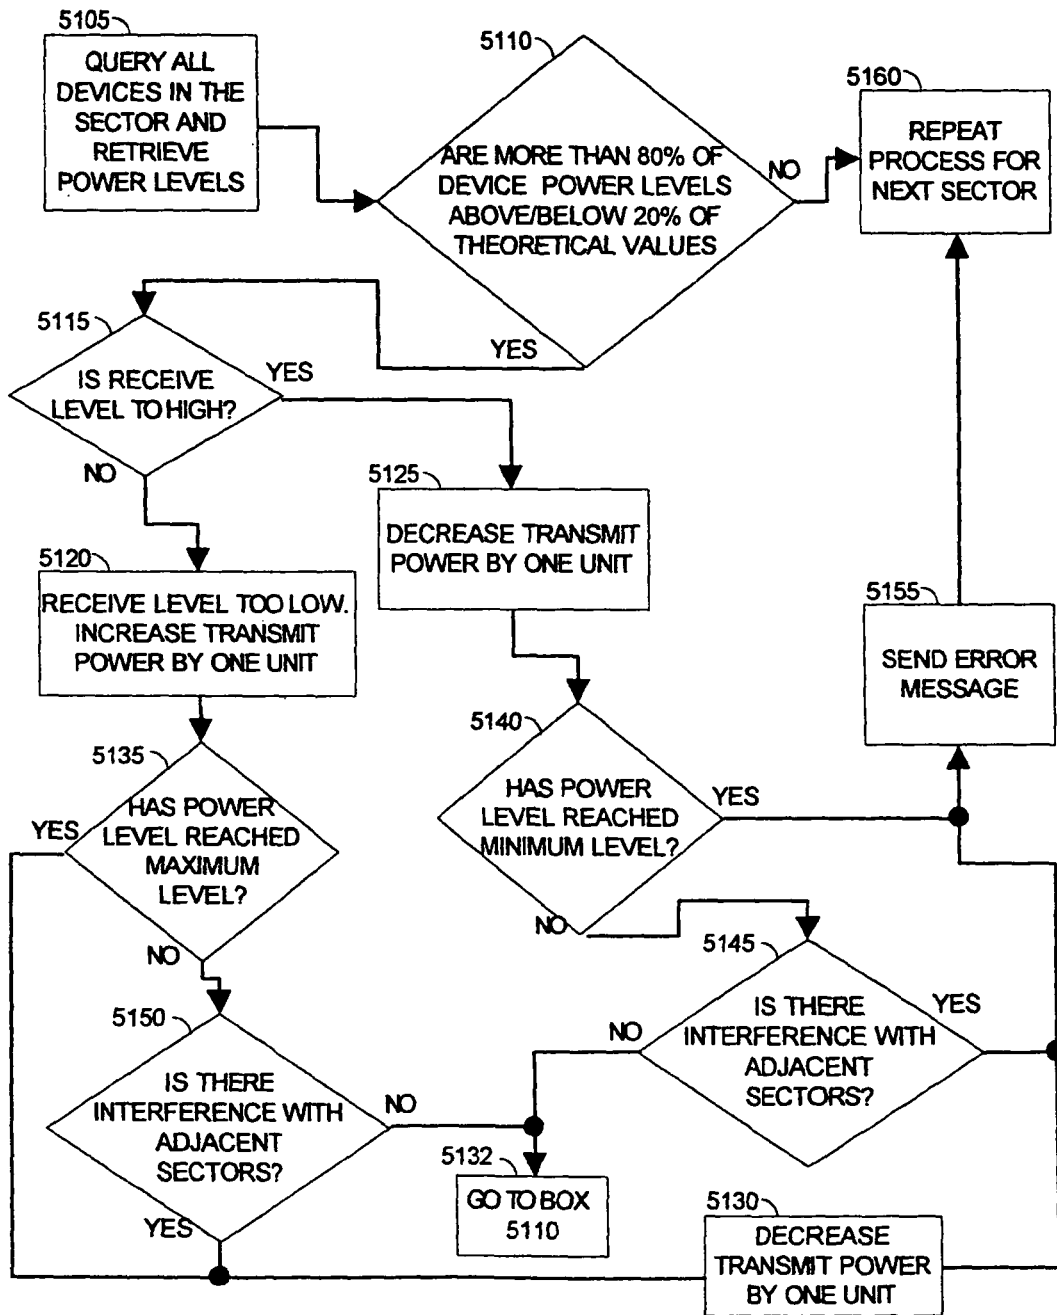 5105
QUERY ALL
DEVICES IN THE
SECTOR AND
RETRIEVE
POWER LEVELS
5110
ARE MORE THAN 80% OF
DEVICE POWER LEVELS
ABOVE/BELOW 20% OF
THEORETICAL VALUES
NO
YES
5160
REPEAT
PROCESS FOR
NEXT SECTOR
5115
IS RECEIVE
LEVEL TO HIGH?
YES
NO
5125
DECREASE TRANSMIT
POWER BY ONE UNIT
5120
RECEIVE LEVEL TOO LOW.
INCREASE TRANSMIT
POWER BY ONE UNIT
5155
SEND ERROR
MESSAGE
5135
HAS POWER
LEVEL REACHED
MAXIMUM
LEVEL?
YES
NO
5140
HAS POWER
LEVEL REACHED
MINIMUM LEVEL?
YES
NO
5145
IS THERE
INTERFERENCE WITH
ADJACENT
SECTORS?
YES
NO
5150
IS THERE
INTERFERENCE WITH
ADJACENT
SECTORS?
NO
YES
5132
GO TO BOX
5110
5130
DECREASE
TRANSMIT POWER
BY ONE UNIT